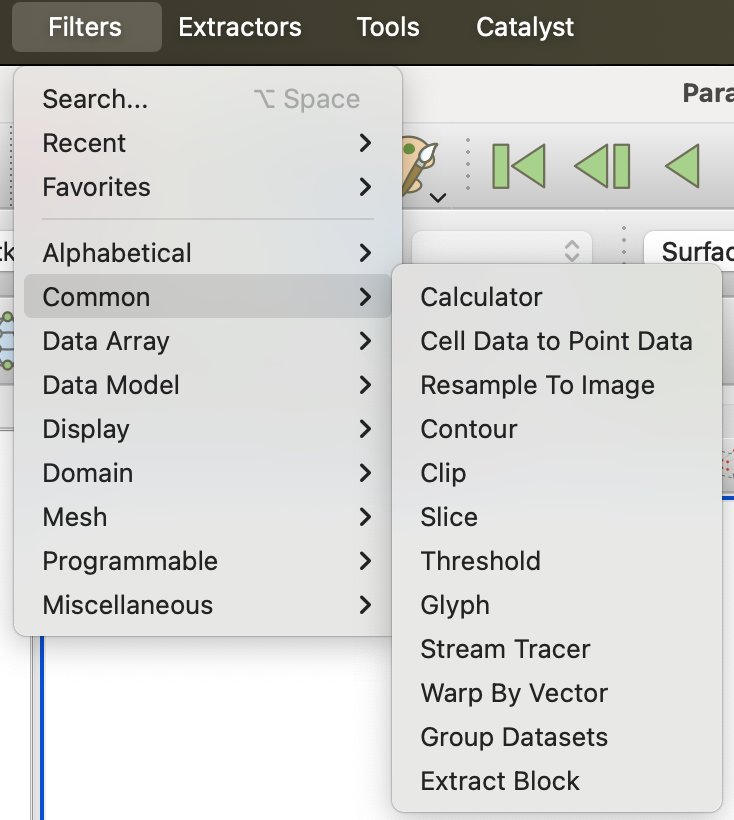 Filters Extractors Tools Catalyst
Search... ⌥ Space
Recent
Favorites
Alphabetical
Common
Data Array
Data Model
Display
Domain
Mesh
Programmable
Miscellaneous
Calculator
Cell Data to Point Data
Resample To Image
Contour
Clip
Slice
Threshold
Glyph
Stream Tracer
Warp By Vector
Group Datasets
Extract Block
Para
Surfac